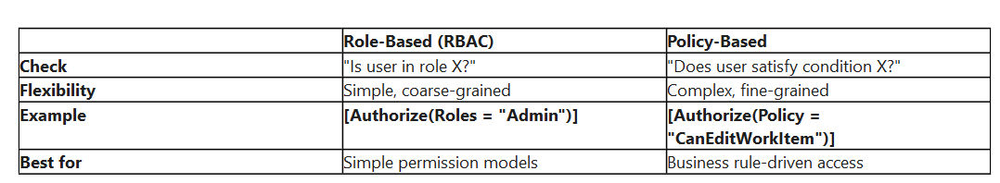 Role-Based (RBAC) Policy-Based
Check "Is user in role X?" "Does user satisfy condition X?"
Flexibility Simple, coarse-grained Complex, fine-grained
Example [Authorize(Roles = "Admin")] [Authorize(Policy =
"CanEditWorkItem")]
Best for Simple permission models Business rule-driven access